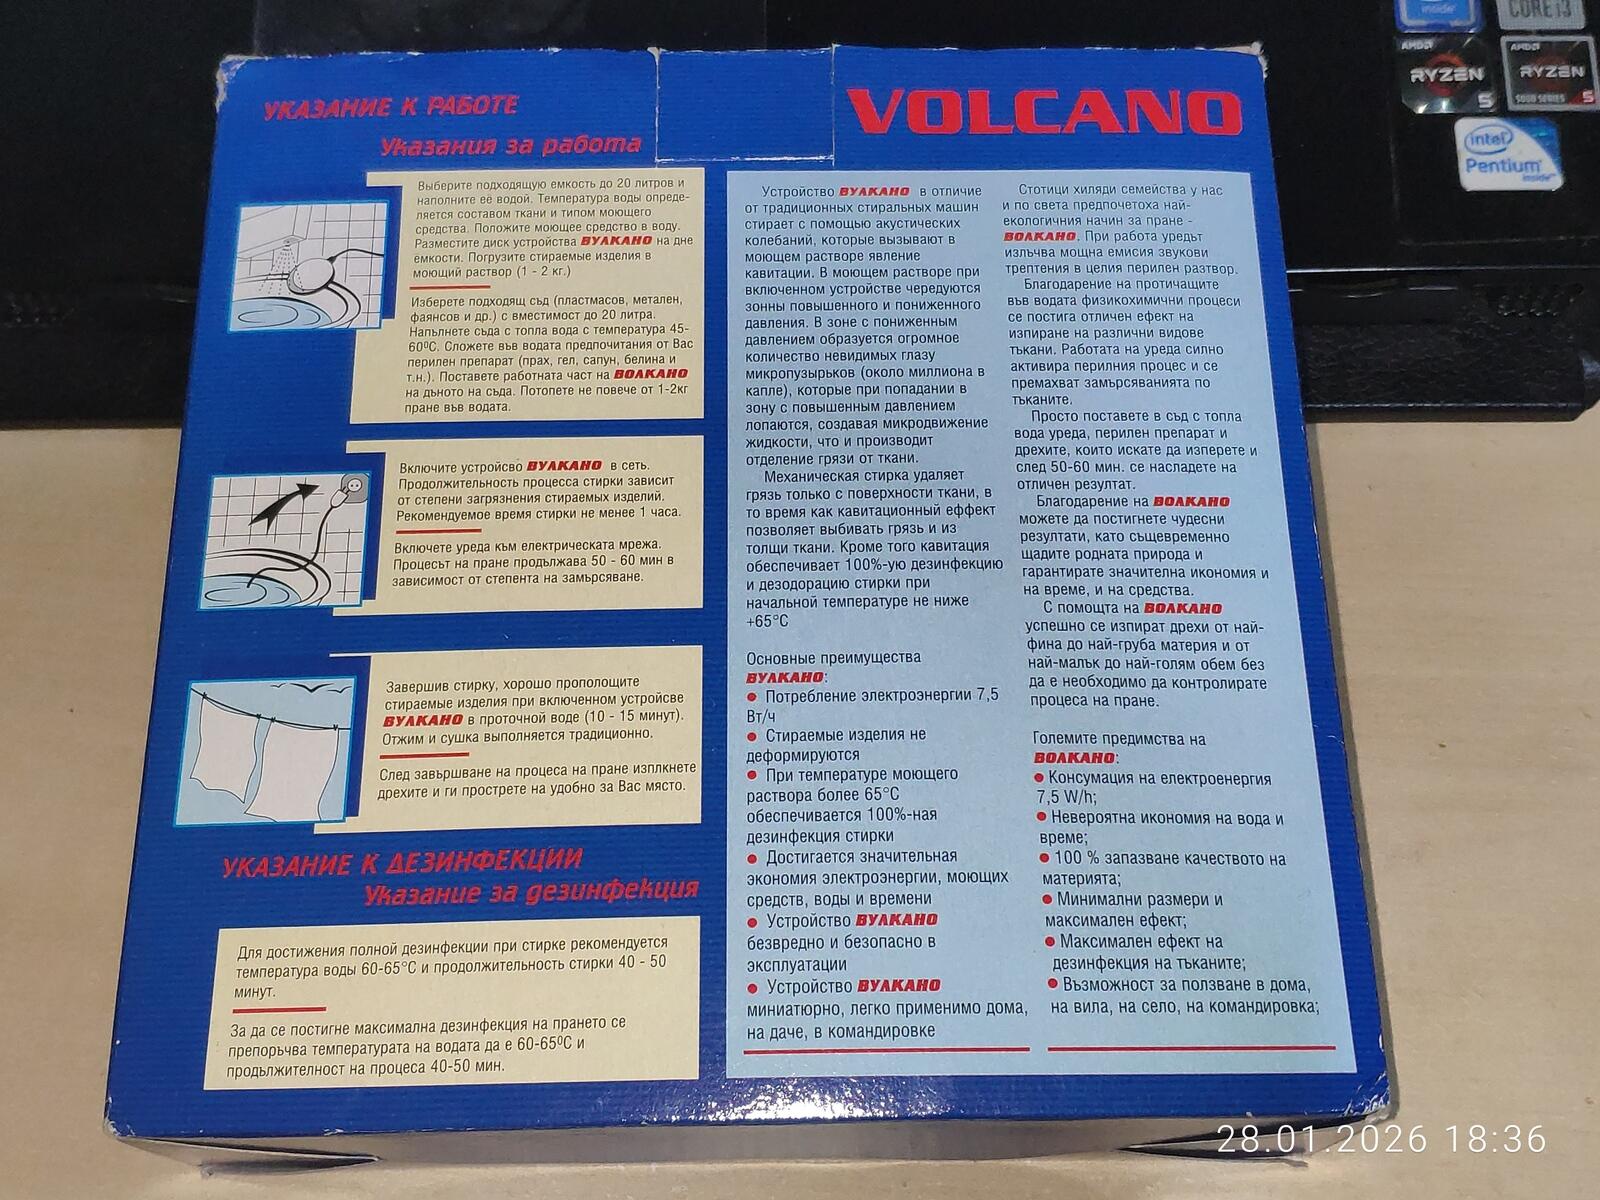 УКАЗАНИЕ К РАБОТЕ
Указания за работа
VOLCANO
Выберите подходящую емкость до 20 литров и
наполните её водой. Температура воды опреде-
ляется составом ткани и типом моющего
средства. Положите моющее средство в воду.
Разместите диск устройства ВУЛКАНО на дне
емкости. Погрузите стираемые изделия в
моющий раствор (1 - 2 кг.)
Изберете подходящ съд (пластмасов, метален,
фаянсов и др.) с вместимост до 20 литра.
Напълнете съда с топла вода с температура 45-
60⁰С. Сложете във водата предпочитания от Вас
перилен препарат (прах, гел, сапун, белина и
т.н.). Поставете работната част на ВОЛКАНО
на дъното на съда. Потопете не повече от 1-2кг
пране във водата.
Включите устройсво ВУЛКАНО в сеть.
Продолжительность процесса стирки зависит
от степени загрязнения стираемых изделий.
Рекомендуемое время стирки не менее 1 часа.
Включете уреда към електрическата мрежа.
Процесът на пране продължава 50 - 60 мин в
зависимост от степента на замърсяване.
Завершив стирку, хорошо прополощите
стираемые изделия при включенном устройсве
ВУЛКАНО в проточной воде (10 - 15 минут).
Отжим и сушка выполняется традиционно.
След завършване на процеса на пране изплкнете
дрехите и ги прострете на удобно за Вас място.
УКАЗАНИЕ К ДЕЗИНФЕКЦИИ
Указание за дезинфекция
Для достижения полной дезинфекции при стирке рекомендуется
температура воды 60-65°С и продолжительность стирки 40 - 50
минут.
За да се постигне максимална дезинфекция на прането се
препоръчва температурата на водата да е 60-65⁰С и
продължителност на процеса 40-50 мин.
Устройство ВУЛКАНО в отличие
от традиционных стиральных машин
стирает с помощью акустических
колебаний, которые вызывают в
моющем растворе явление
кавитации. В моющем растворе при
включенном устройстве чередуются
зонны повышенного и пониженного
давления. В зоне с пониженным
давлением образуется огромное
количество невидимых глазу
микропузырьков (около миллиона в
капле), которые при попадании в
зону с повышенным давлением
лопаются, создавая микродвижение
жидкости, что и производит
отделение грязи от ткани.
Механическая стирка удаляет
грязь только с поверхности ткани, в
то время как кавитационный еффект
позволяет выбивать грязь и из
толщи ткани. Кроме того кавитация
обеспечивает 100%-ую дезинфекцию
и дезодорацию стирки при
начальной температуре не ниже
+65°С
Основные преимущества
ВУЛКАНО:
● Потребление электроэнергии 7,5
Вт/ч
● Стираемые изделия не
деформируются
● При температуре моющего
раствора более 65°С
обеспечивается 100%-ная
дезинфекция стирки
● Достигается значительная
экономия электроэнергии, моющих
средств, воды и времени
● Устройство ВУЛКАНО
безвредно и безопасно в
эксплуатации
● Устройство ВУЛКАНО
миниатюрно, легко применимо дома,
на даче, в командировке
Стотици хиляди семейства у нас
и по света предпочетоха най-
екологичния начин за пране -
ВОЛКАНО. При работа уредът
излъчва мощна емисия звукови
трептения в целия перилен разтвор.
Благодарение на протичащите
във водата физикохимични процеси
се постига отличен ефект на
изпиране на различни видове
тъкани. Работата на уреда силно
активира перилния процес и се
премахват замърсяванията по
тъканите.
Просто поставете в съд с топла
вода уреда, перилен препарат и
дрехите, които искате да изперете и
след 50-60 мин. се насладете на
отличен резултат.
Благодарение на ВОЛКАНО
можете да постигнете чудесни
резултати, като същевременно
щадите родната природа и
гарантирате значителна икономия и
на време, и на средства.
С помощта на ВОЛКАНО
успешно се изпират дрехи от най-
фина до най-груба материя и от
най-малък до най-голям обем без
да е необходимо да контролирате
процеса на пране.
Големите предимства на
ВОЛКАНО:
● Консумация на електроенергия
7,5 W/h;
● Невероятна икономия на вода и
време;
● 100 % запазване качеството на
материята;
● Минимални размери и
максимален ефект;
● Максимален ефект на
дезинфекция на тъканите;
● Възможност за ползване в дома,
на вила, на село, на командировка;
inside
CORE i3
AMD
RYZEN
5
AMD
RYZEN
5000 SERIES 5
intel
Pentium
inside
28.01.2026 18:36